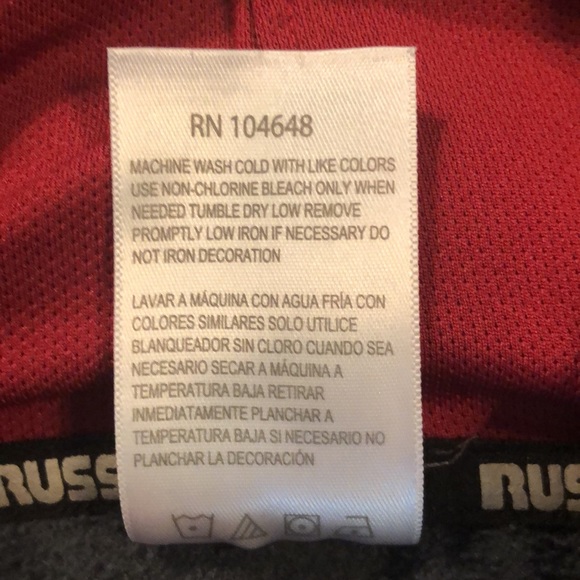 RN 104648
MACHINE WASH COLD WITH LIKE COLORS
USE NON-CHLORINE BLEACH ONLY WHEN
NEEDED TUMBLE DRY LOW REMOVE
PROMPTLY LOW IRON IF NECESSARY DO
NOT IRON DECORATION
LAVAR A MÁQUINA CON AGUA FRÍA CON
COLORES SIMILARES SOLO UTILICE
BLANQUEADOR SIN CLORO CUANDO SEA
NECESARIO SECAR A MÁQUINA A
TEMPERATURA BAJA RETIRAR
INMEDIATAMENTE PLANCHAR A
TEMPERATURA BAJA SI NECESARIO NO
PLANCHAR LA DECORACIÓN
RUSS RUS